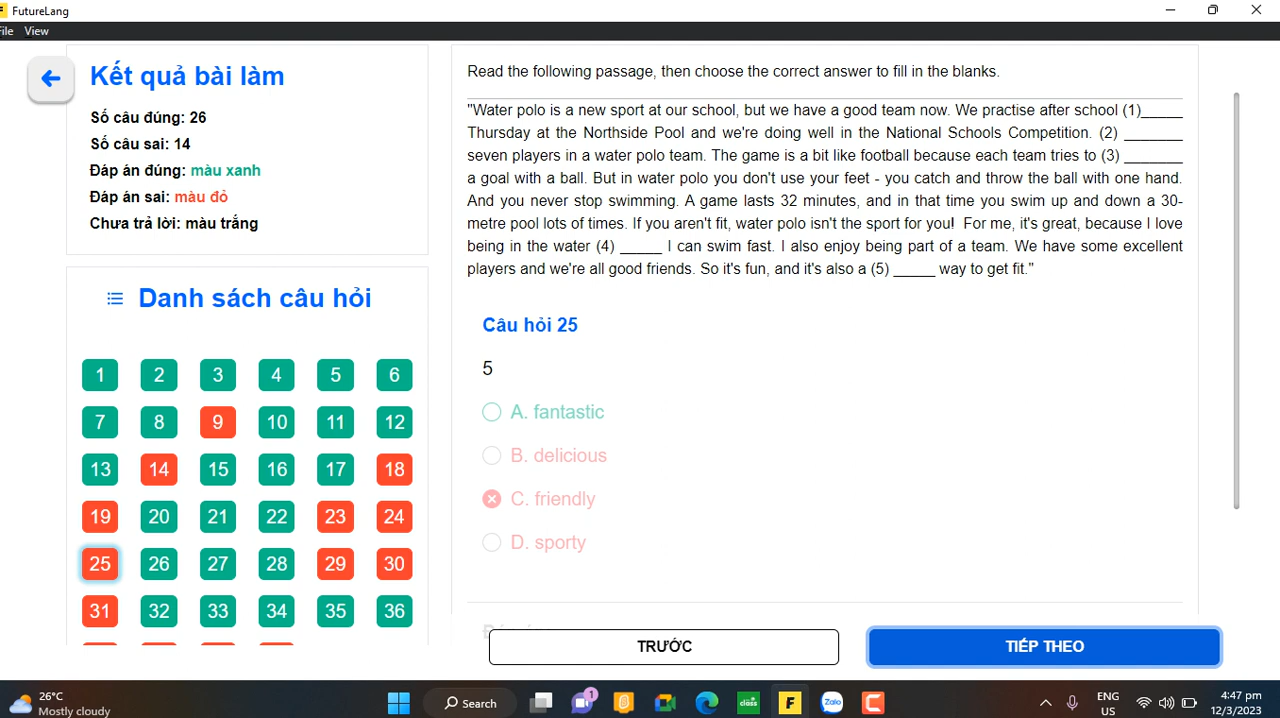 FutureLang
File View
Kết quả bài làm
Số câu đúng: 26
Số câu sai: 14
Đáp án đúng: màu xanh
Đáp án sai: màu đỏ
Chưa trả lời: màu trắng
Danh sách câu hỏi
1 2 3 4 5 6
7 8 9 10 11 12
13 14 15 16 17 18
19 20 21 22 23 24
25 26 27 28 29 30
31 32 33 34 35 36
Read the following passage, then choose the correct answer to fill in the blanks.
"Water polo is a new sport at our school, but we have a good team now. We practise after school (1)_____
Thursday at the Northside Pool and we're doing well in the National Schools Competition. (2) _______
seven players in a water polo team. The game is a bit like football because each team tries to (3) _______
a goal with a ball. But in water polo you don't use your feet - you catch and throw the ball with one hand.
And you never stop swimming. A game lasts 32 minutes, and in that time you swim up and down a 30-
metre pool lots of times. If you aren't fit, water polo isn't the sport for you! For me, it's great, because I love
being in the water (4) _____ I can swim fast. I also enjoy being part of a team. We have some excellent
players and we're all good friends. So it's fun, and it's also a (5) _____ way to get fit."
Câu hỏi 25
5
A. fantastic
B. delicious
C. friendly
D. sporty
TRƯỚC
TIẾP THEO
26°C
Mostly cloudy
Search
1
class
F
Zalo
ENG
US
4:47 pm
12/3/2023